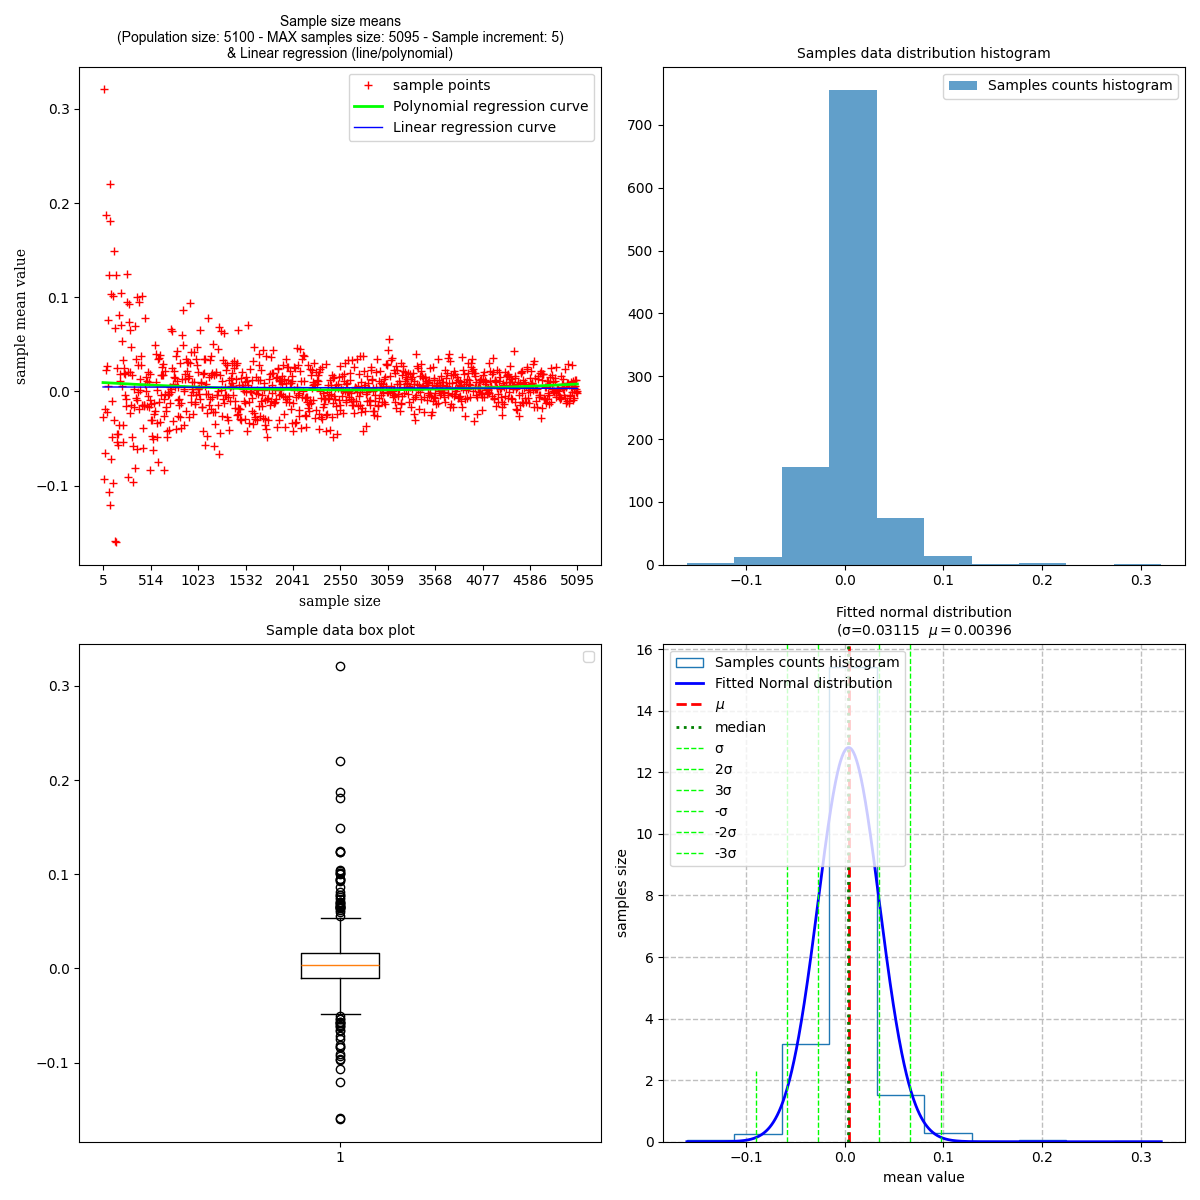 Sample size means
(Population size: 5100 - MAX samples size: 5095 - Sample increment: 5)
& Linear regression (line/polynomial)
sample points
Polynomial regression curve
Linear regression curve
0.3
0.2
0.1
0.0
−0.1
sample mean value
5 514 1023 1532 2041 2550 3059 3568 4077 4586 5095
sample size
Samples data distribution histogram
Samples counts histogram
700
600
500
400
300
200
100
0
−0.1 0.0 0.1 0.2 0.3
Sample data box plot
0.3
0.2
0.1
0.0
−0.1
1
Fitted normal distribution
(σ=0.03115 μ = 0.00396
Samples counts histogram
Fitted Normal distribution
μ
median
σ
2σ
3σ
-σ
-2σ
-3σ
16
14
12
10
8
6
4
2
0
samples size
−0.1 0.0 0.1 0.2 0.3
mean value